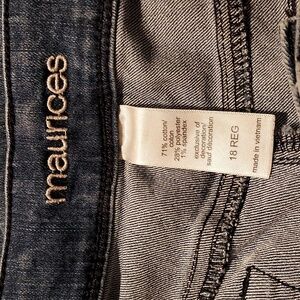 maurices
71% cotton/
coton
28% polyester
1% spandex
exclusive of
decoration/
sauf décoration
18 REG
made in vietnam